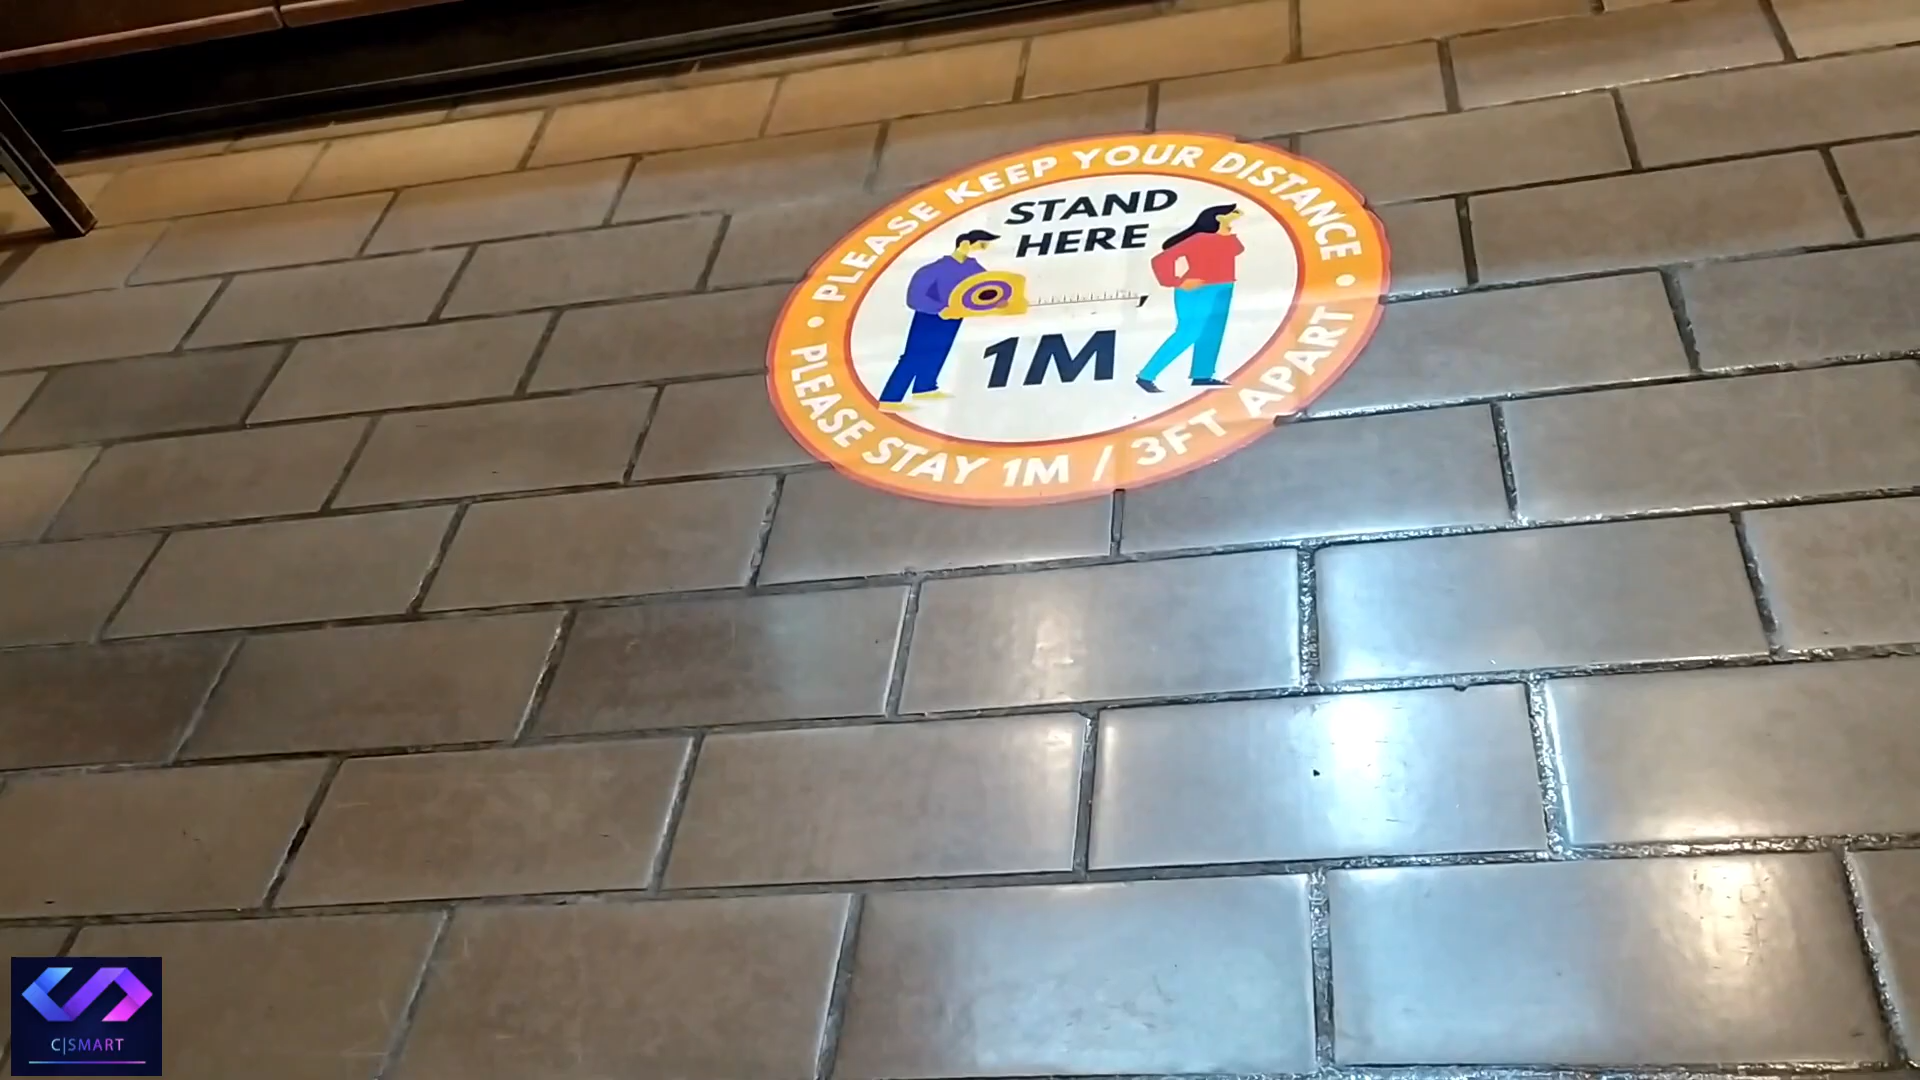 PLEASE KEEP YOUR DISTANCE
STAND
HERE
1M
PLEASE STAY 1M / 3FT APART
C|SMART